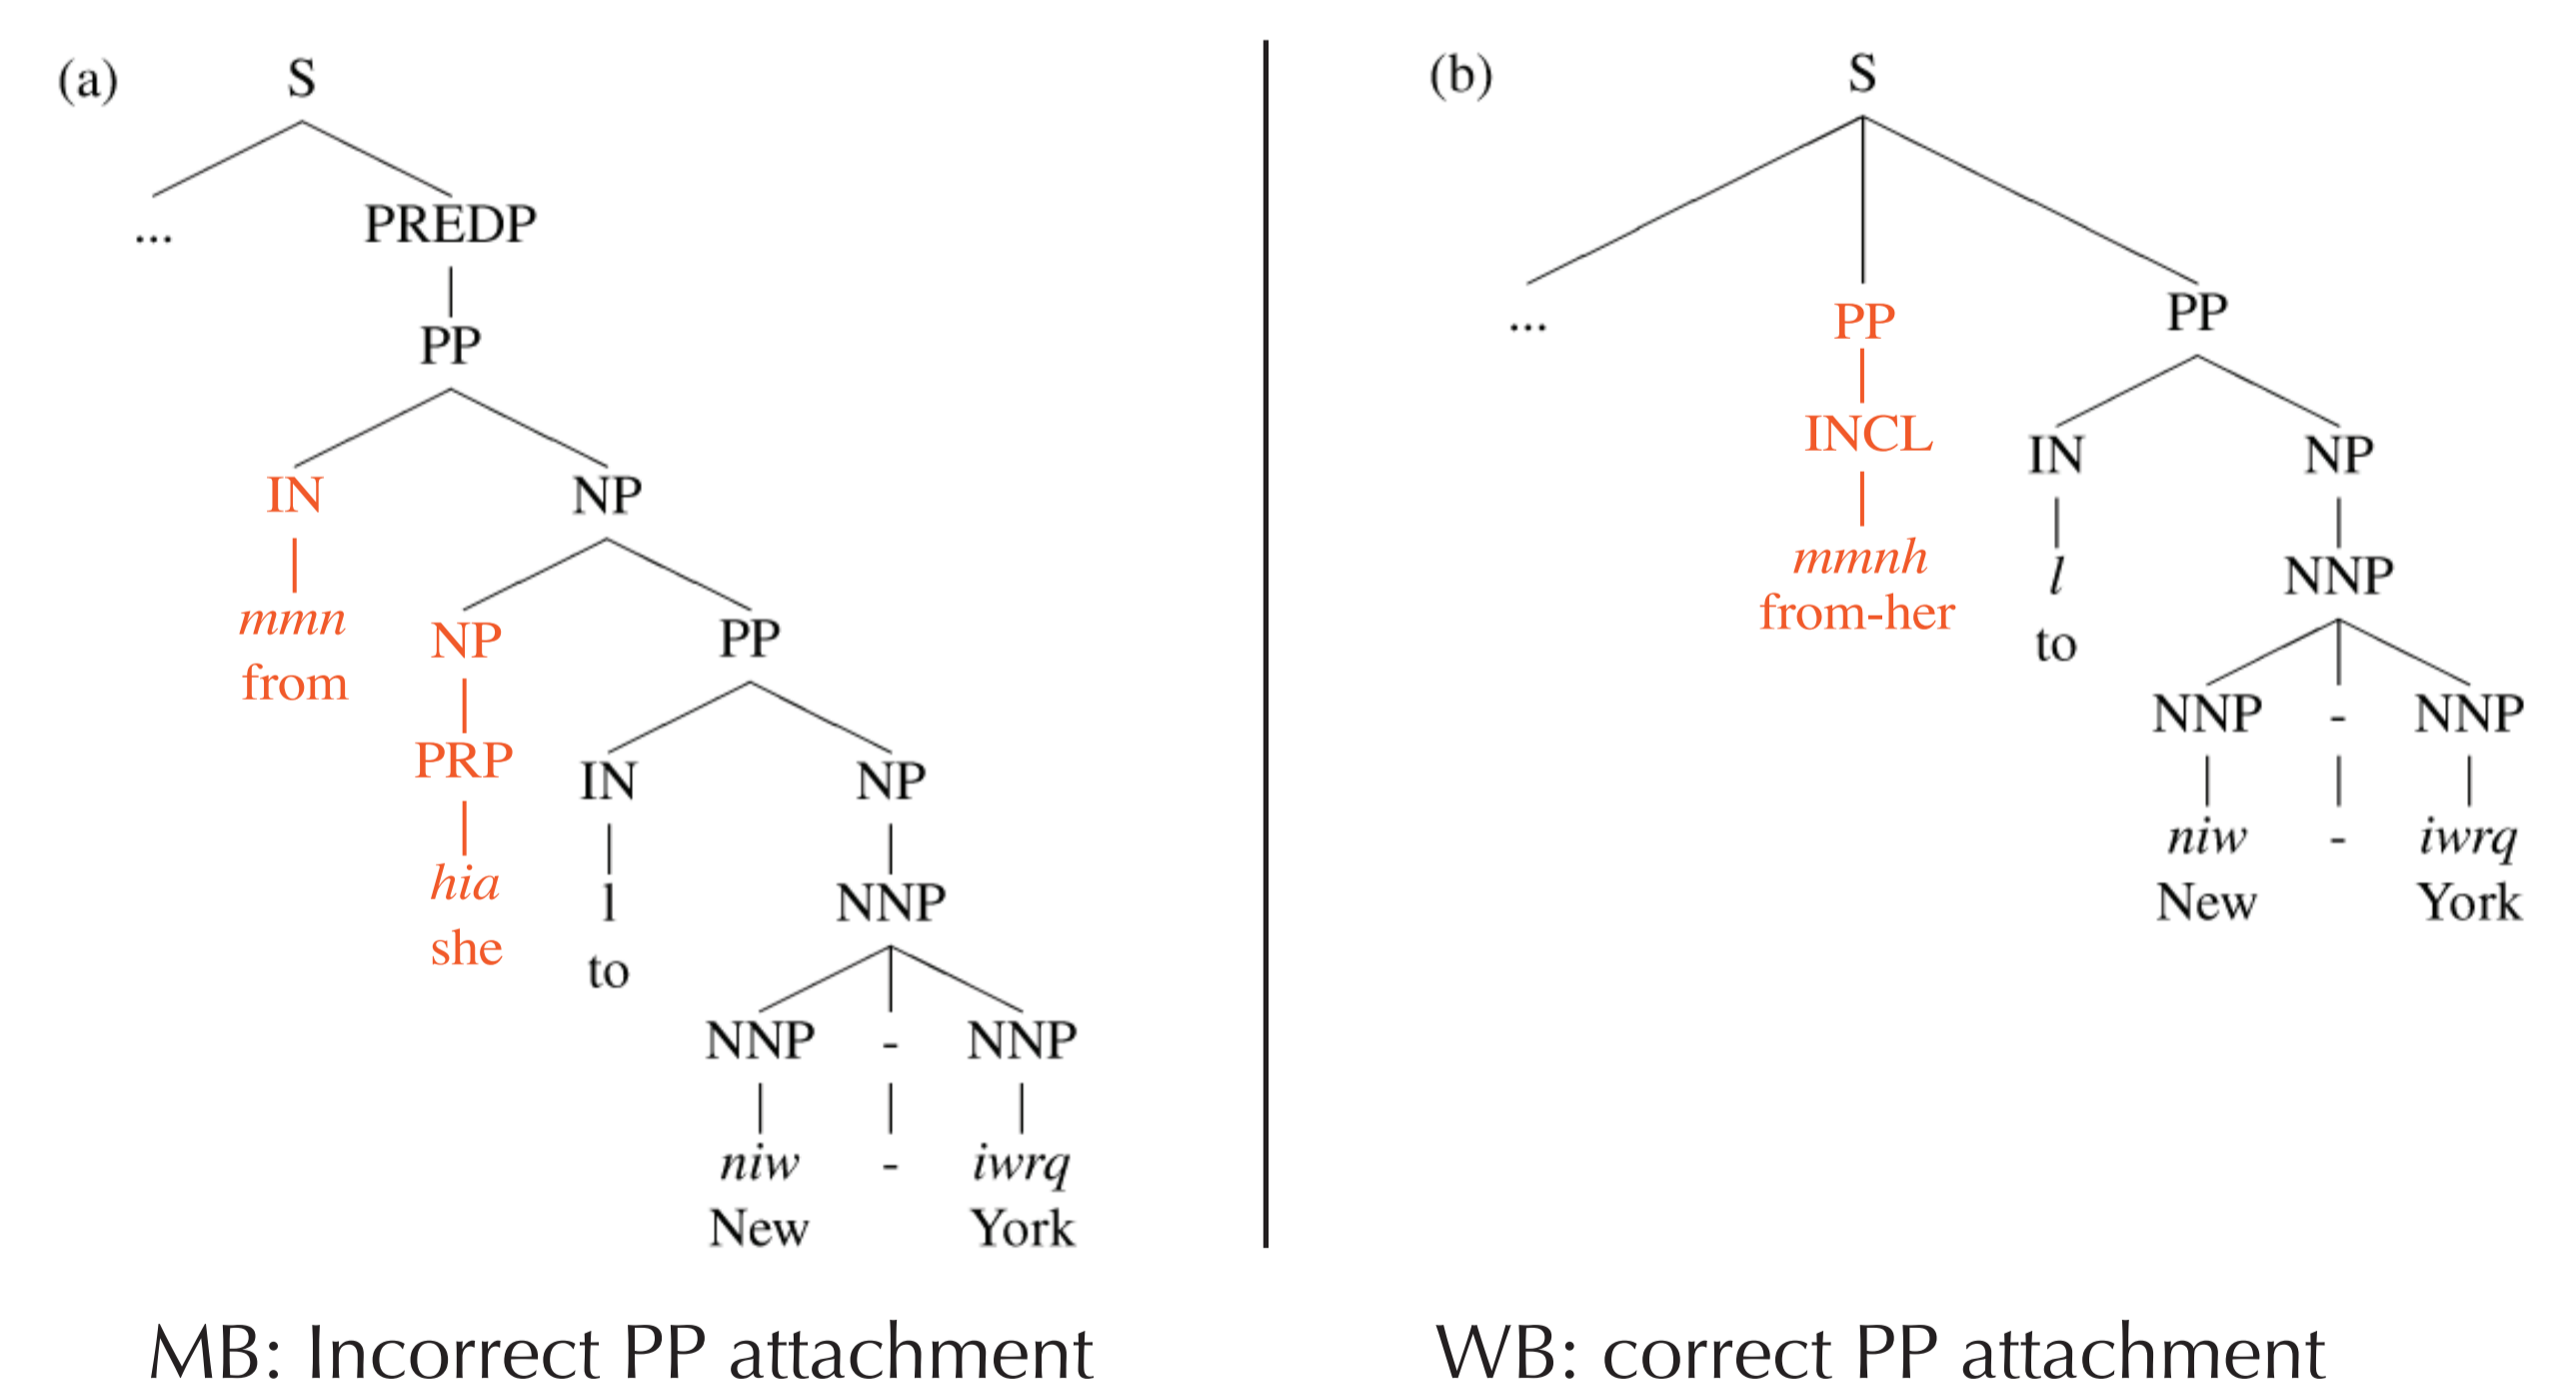 (a) S
... PREDP
PP
IN NP
mmn
from
NP PP
PRP
IN NP
hia
she
l
to
NNP
NNP - NNP
niw - iwrq
New York
MB: Incorrect PP attachment
(b) S
... PP PP
INCL
IN NP
mmnh
from-her
l
to
NNP
NNP - NNP
niw - iwrq
New York
WB: correct PP attachment